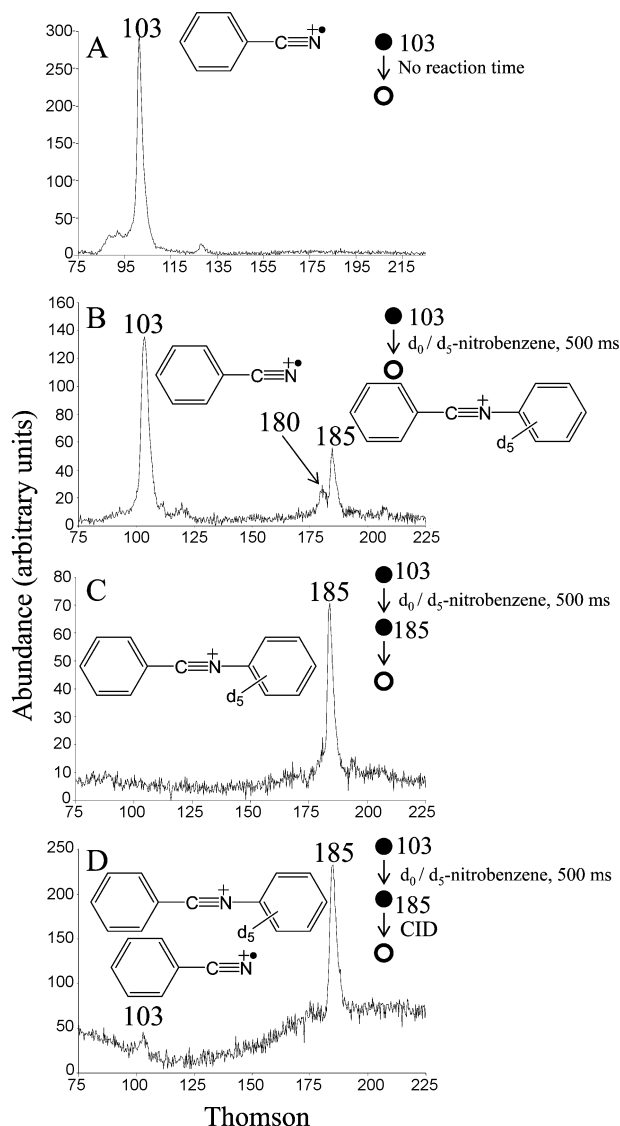 Abundance (arbitrary units)
A
103
C N +•
103
No reaction time
300
250
200
150
100
50
0
75 95 115 135 155 175 195 215
B
103
C N +•
180
185
103
d0 / d5-nitrobenzene, 500 ms
C N +
d5
160
140
120
100
80
60
40
20
0
75 100 125 150 175 200 225
C
185
C N +
d5
103
d0 / d5-nitrobenzene, 500 ms
185
80
70
60
50
40
30
20
10
0
75 100 125 150 175 200 225
D
185
C N +
d5
C N +•
103
103
d0 / d5-nitrobenzene, 500 ms
185
CID
250
200
150
100
50
0
75 100 125 150 175 200 225
Thomson